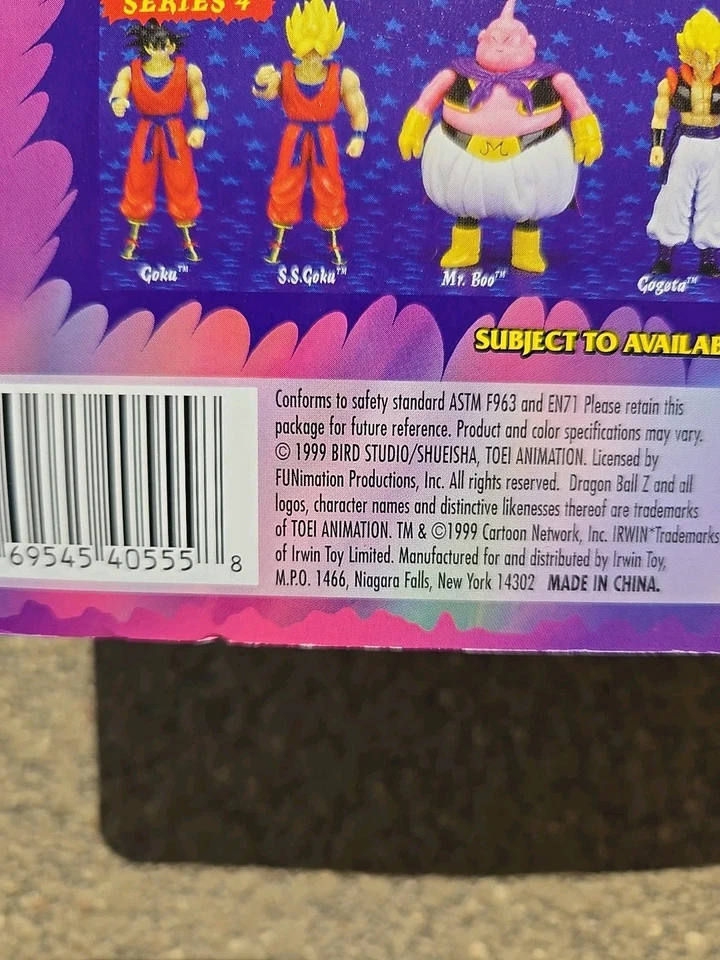 SERIES 4
Goku™
S.S.Goku™
Mr. Boo™
Gogeta™
M
SUBJECT TO AVAILAB
Conforms to safety standard ASTM F963 and EN71 Please retain this
package for future reference. Product and color specifications may vary.
© 1999 BIRD STUDIO/SHUEISHA, TOEI ANIMATION. Licensed by
FUNimation Productions, Inc. All rights reserved. Dragon Ball Z and all
logos, character names and distinctive likenesses thereof are trademarks
of TOEI ANIMATION. TM & ©1999 Cartoon Network, Inc. IRWIN*Trademarks
of Irwin Toy Limited. Manufactured for and distributed by Irwin Toy,
M.P.O. 1466, Niagara Falls, New York 14302 MADE IN CHINA.
69545 40555 8